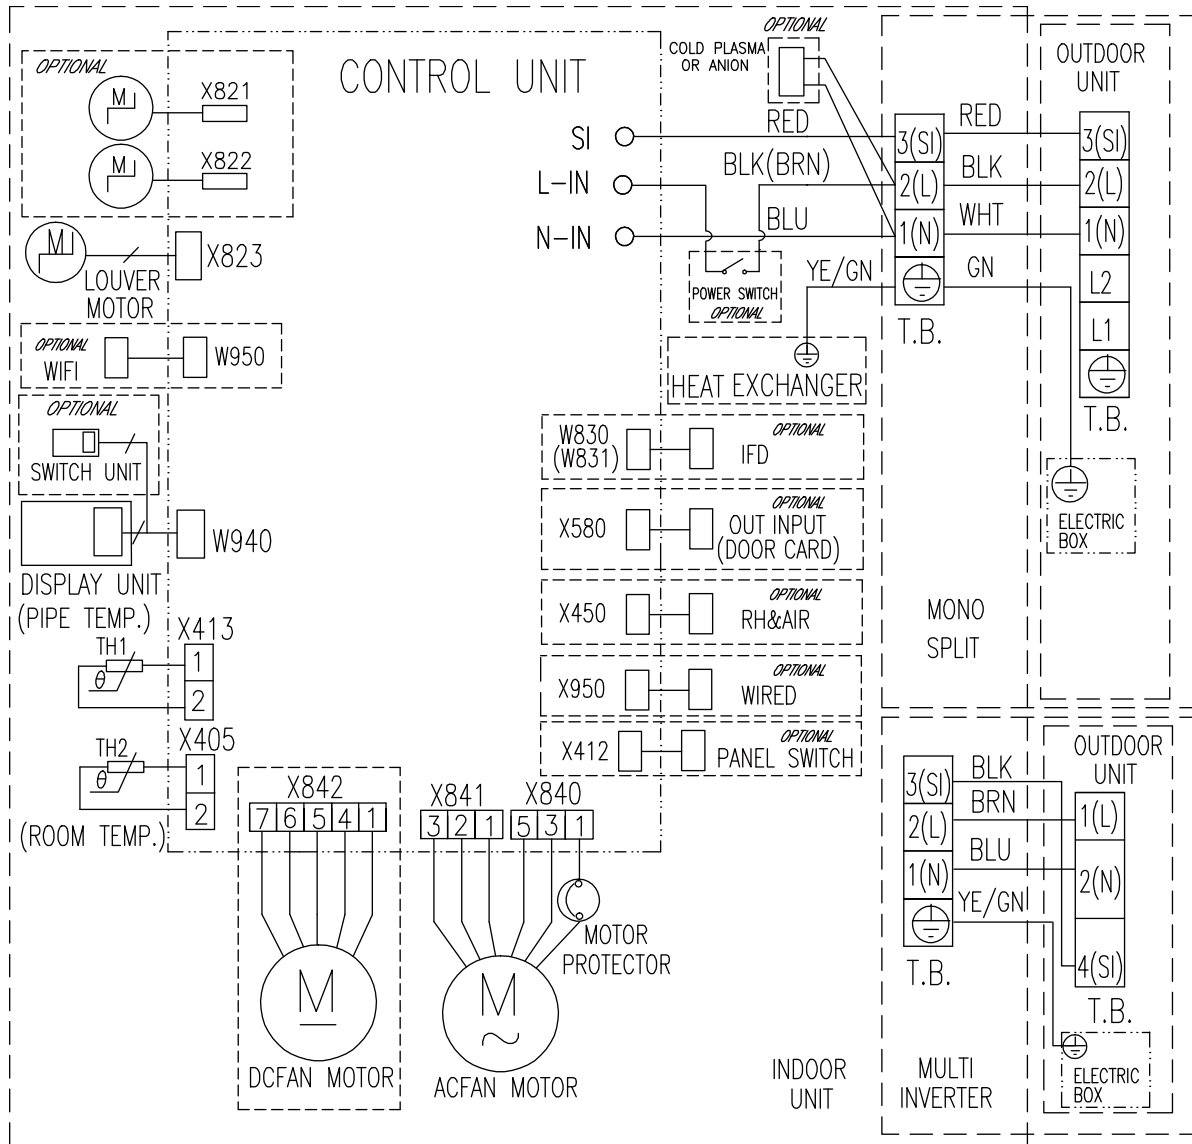 OPTIONAL
M
X821
M
X822
CONTROL UNIT
M
X823
LOUVER
MOTOR
OPTIONAL
WIFI
W950
OPTIONAL
SWITCH UNIT
W940
DISPLAY UNIT
(PIPE TEMP.)
X413
TH1
θ
1
2
X405
TH2
θ
1
2
(ROOM TEMP.)
X842
7 6 5 4 1
M
DCFAN MOTOR
X841
3 2 1
X840
5 3 1
MOTOR
PROTECTOR
M
~
ACFAN MOTOR
SI
L-IN
N-IN
OPTIONAL
COLD PLASMA
OR ANION
RED
BLK(BRN)
BLU
POWER SWITCH
OPTIONAL
YE/GN
HEAT EXCHANGER
OPTIONAL
W830
(W831)
IFD
OPTIONAL
X580
OUT INPUT
(DOOR CARD)
OPTIONAL
X450
RH&AIR
OPTIONAL
X950
WIRED
OPTIONAL
X412
PANEL SWITCH
3(SI)
2(L)
1(N)
T.B.
RED
BLK
WHT
GN
OUTDOOR
UNIT
3(SI)
2(L)
1(N)
L2
L1
T.B.
ELECTRIC
BOX
MONO
SPLIT
3(SI)
2(L)
1(N)
T.B.
BLK
BRN
BLU
YE/GN
OUTDOOR
UNIT
1(L)
2(N)
4(SI)
T.B.
ELECTRIC
BOX
INDOOR
UNIT
MULTI
INVERTER